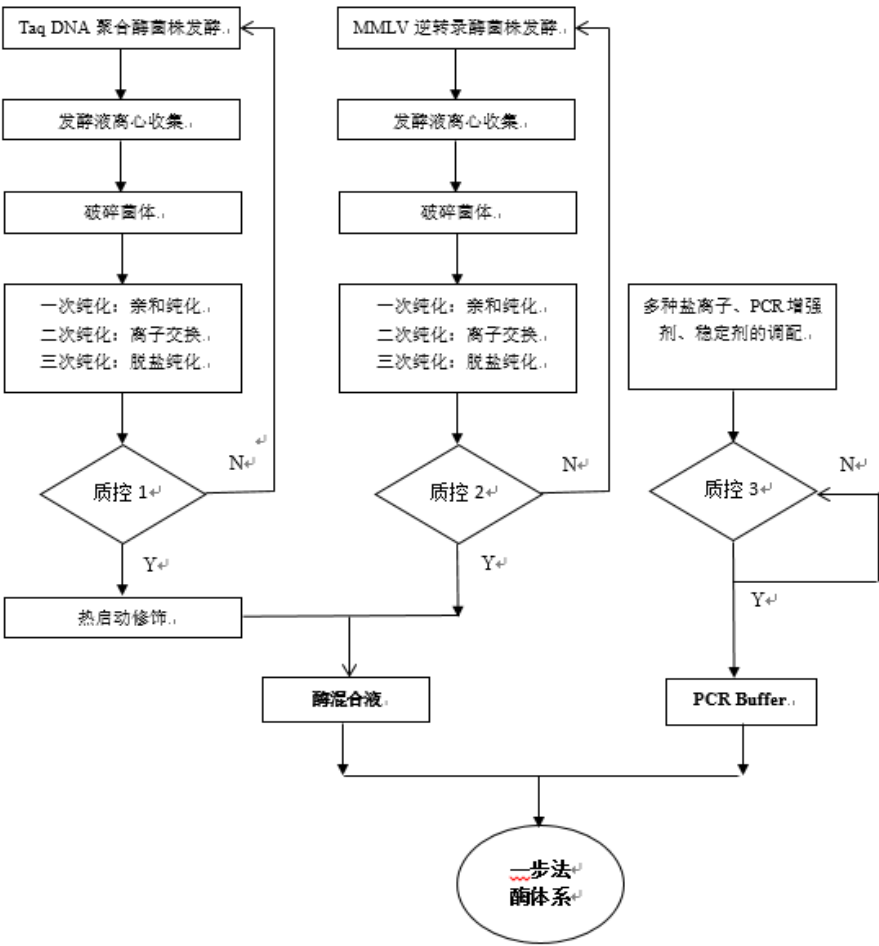 Taq DNA 聚合酶菌株发酵
发酵液离心收集
破碎菌体
一次纯化：亲和纯化
二次纯化：离子交换
三次纯化：脱盐纯化
质控 1
N
Y
热启动修饰
MMLV 逆转录酶菌株发酵
发酵液离心收集
破碎菌体
一次纯化：亲和纯化
二次纯化：离子交换
三次纯化：脱盐纯化
质控 2
N
Y
多种盐离子、PCR 增强
剂、稳定剂的调配
质控 3
N
Y
酶混合液
PCR Buffer
一步法
酶体系